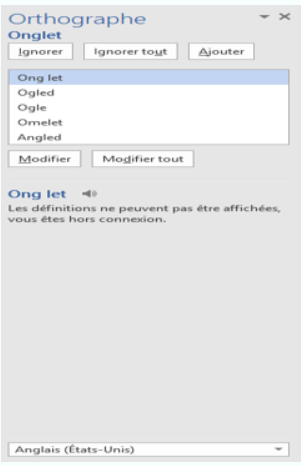 Orthographe
Onglet
Ignorer Ignorer tout Ajouter
Ong let
Ogled
Ogle
Omelet
Angled
Modifier Modifier tout
Ong let
Les définitions ne peuvent pas être affichées,
vous êtes hors connexion.
Anglais (États-Unis)